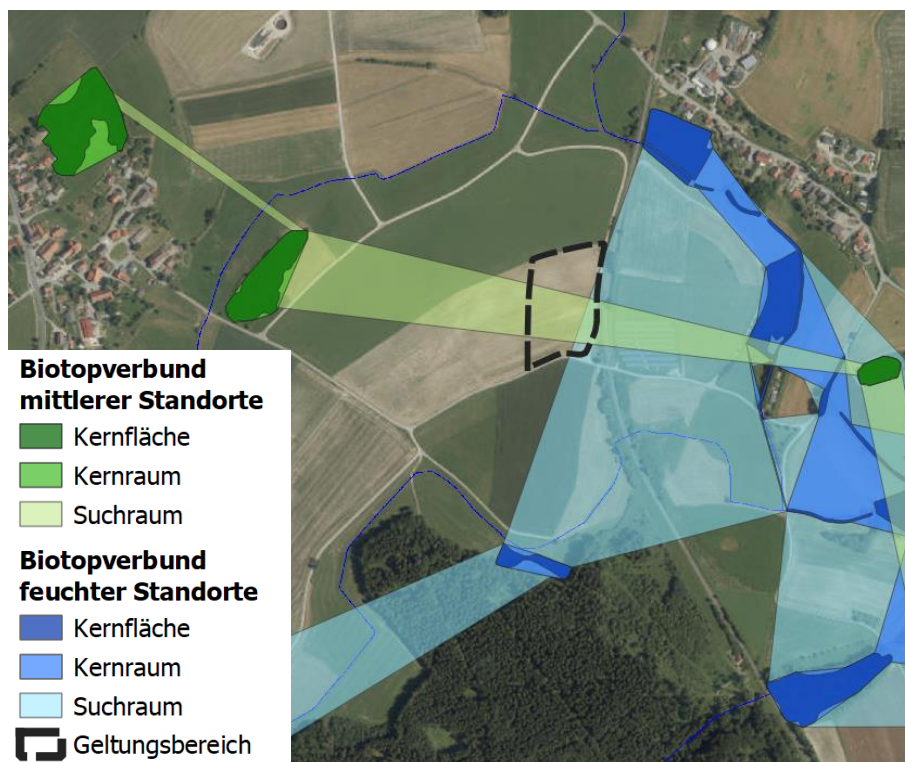 Biotopverbund
mittlerer Standorte
Kernfläche
Kernraum
Suchraum
Biotopverbund
feuchter Standorte
Kernfläche
Kernraum
Suchraum
Geltungsbereich